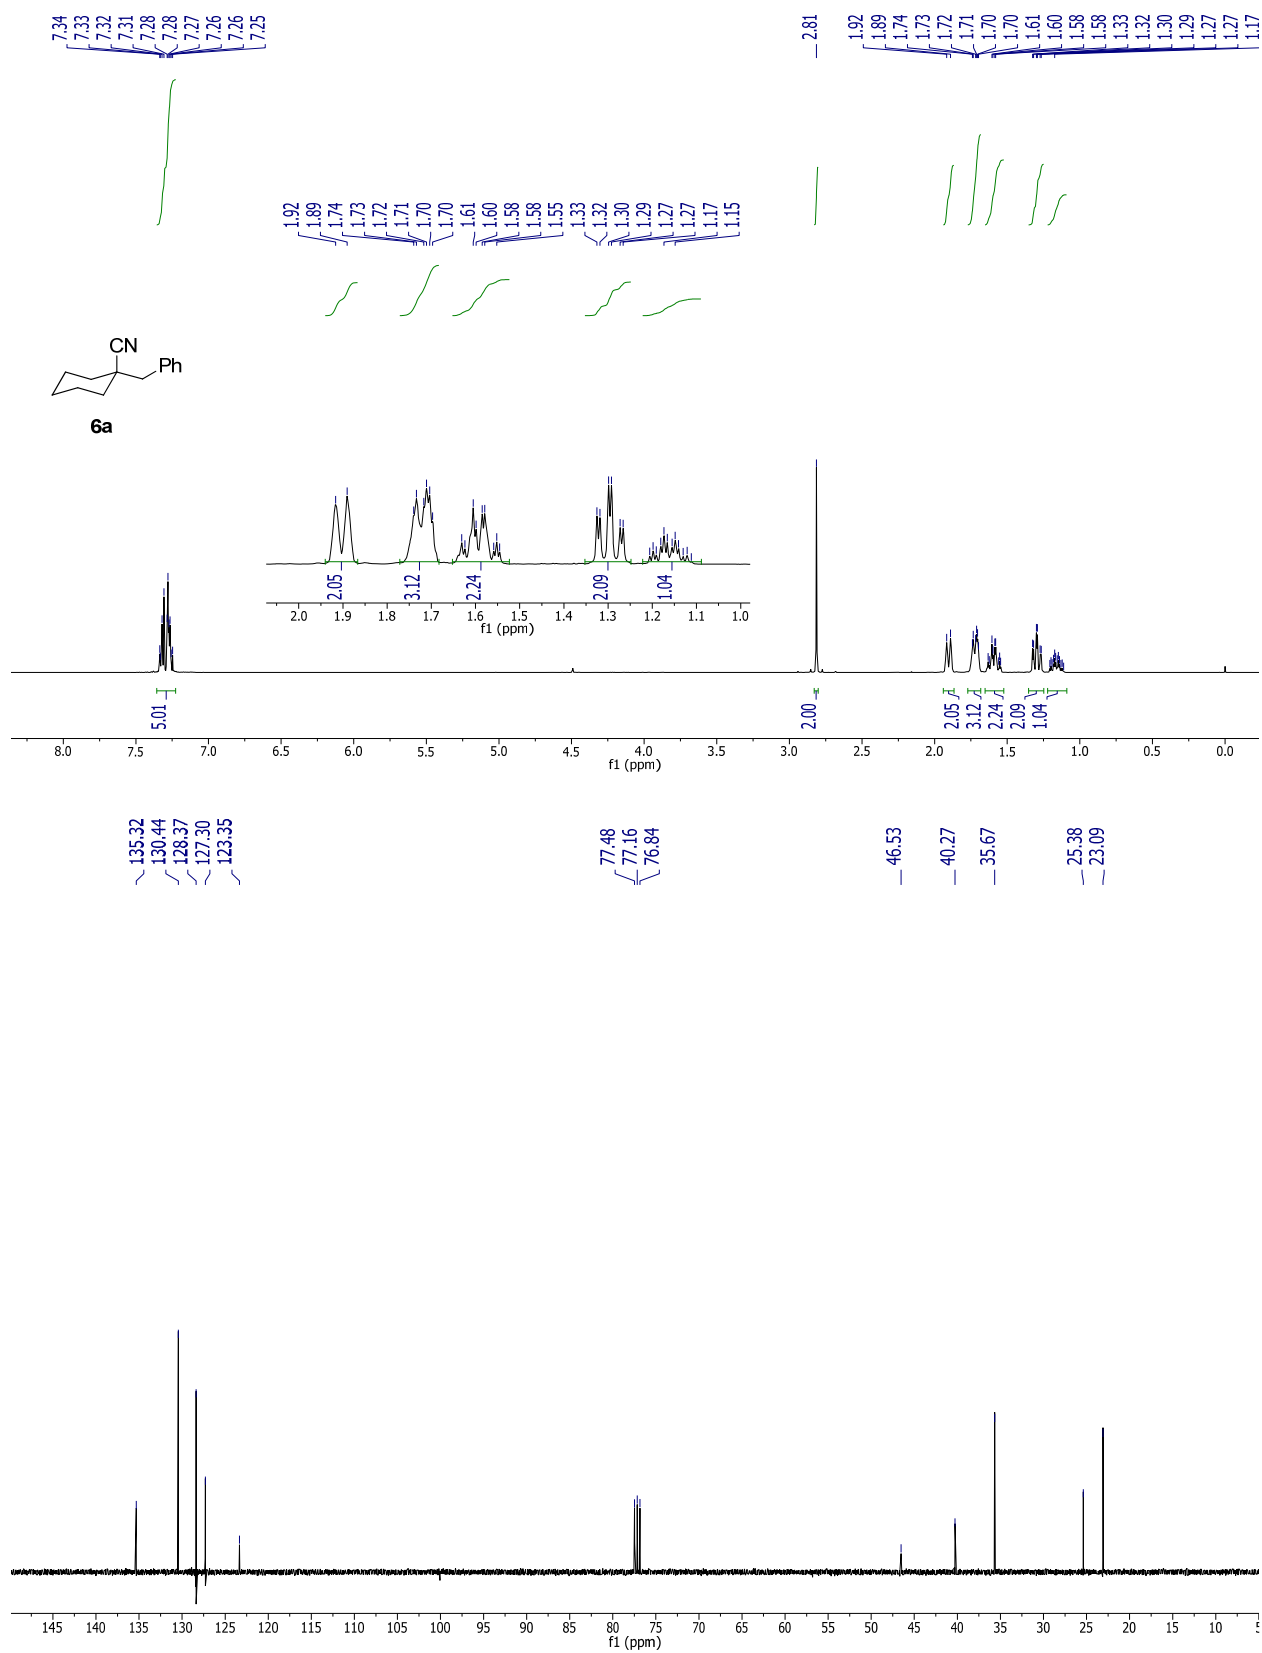 7.34 7.33 7.32 7.31 7.28 7.28 7.27 7.26 7.26 7.25 2.81 1.92 1.89 1.74 1.73 1.72 1.71 1.70 1.70 1.61 1.60 1.58 1.58 1.33 1.32 1.30 1.29 1.27 1.27 1.17
1.92 1.89 1.74 1.73 1.72 1.71 1.70 1.70 1.61 1.60 1.58 1.58 1.55 1.33 1.32 1.30 1.29 1.27 1.27 1.17 1.15
CN
Ph
6a
2.05 3.12 2.24 2.09 1.04
2.0 1.9 1.8 1.7 1.6 1.5 1.4 1.3 1.2 1.1 1.0
f1 (ppm)
5.01 2.00 2.05 3.12 2.24 2.09 1.04
8.0 7.5 7.0 6.5 6.0 5.5 5.0 4.5 4.0 3.5 3.0 2.5 2.0 1.5 1.0 0.5 0.0
f1 (ppm)
135.32 130.44 128.37 127.30 123.35 77.48 77.16 76.84 46.53 40.27 35.67 25.38 23.09
145 140 135 130 125 120 115 110 105 100 95 90 85 80 75 70 65 60 55 50 45 40 35 30 25 20 15 10 5
f1 (ppm)